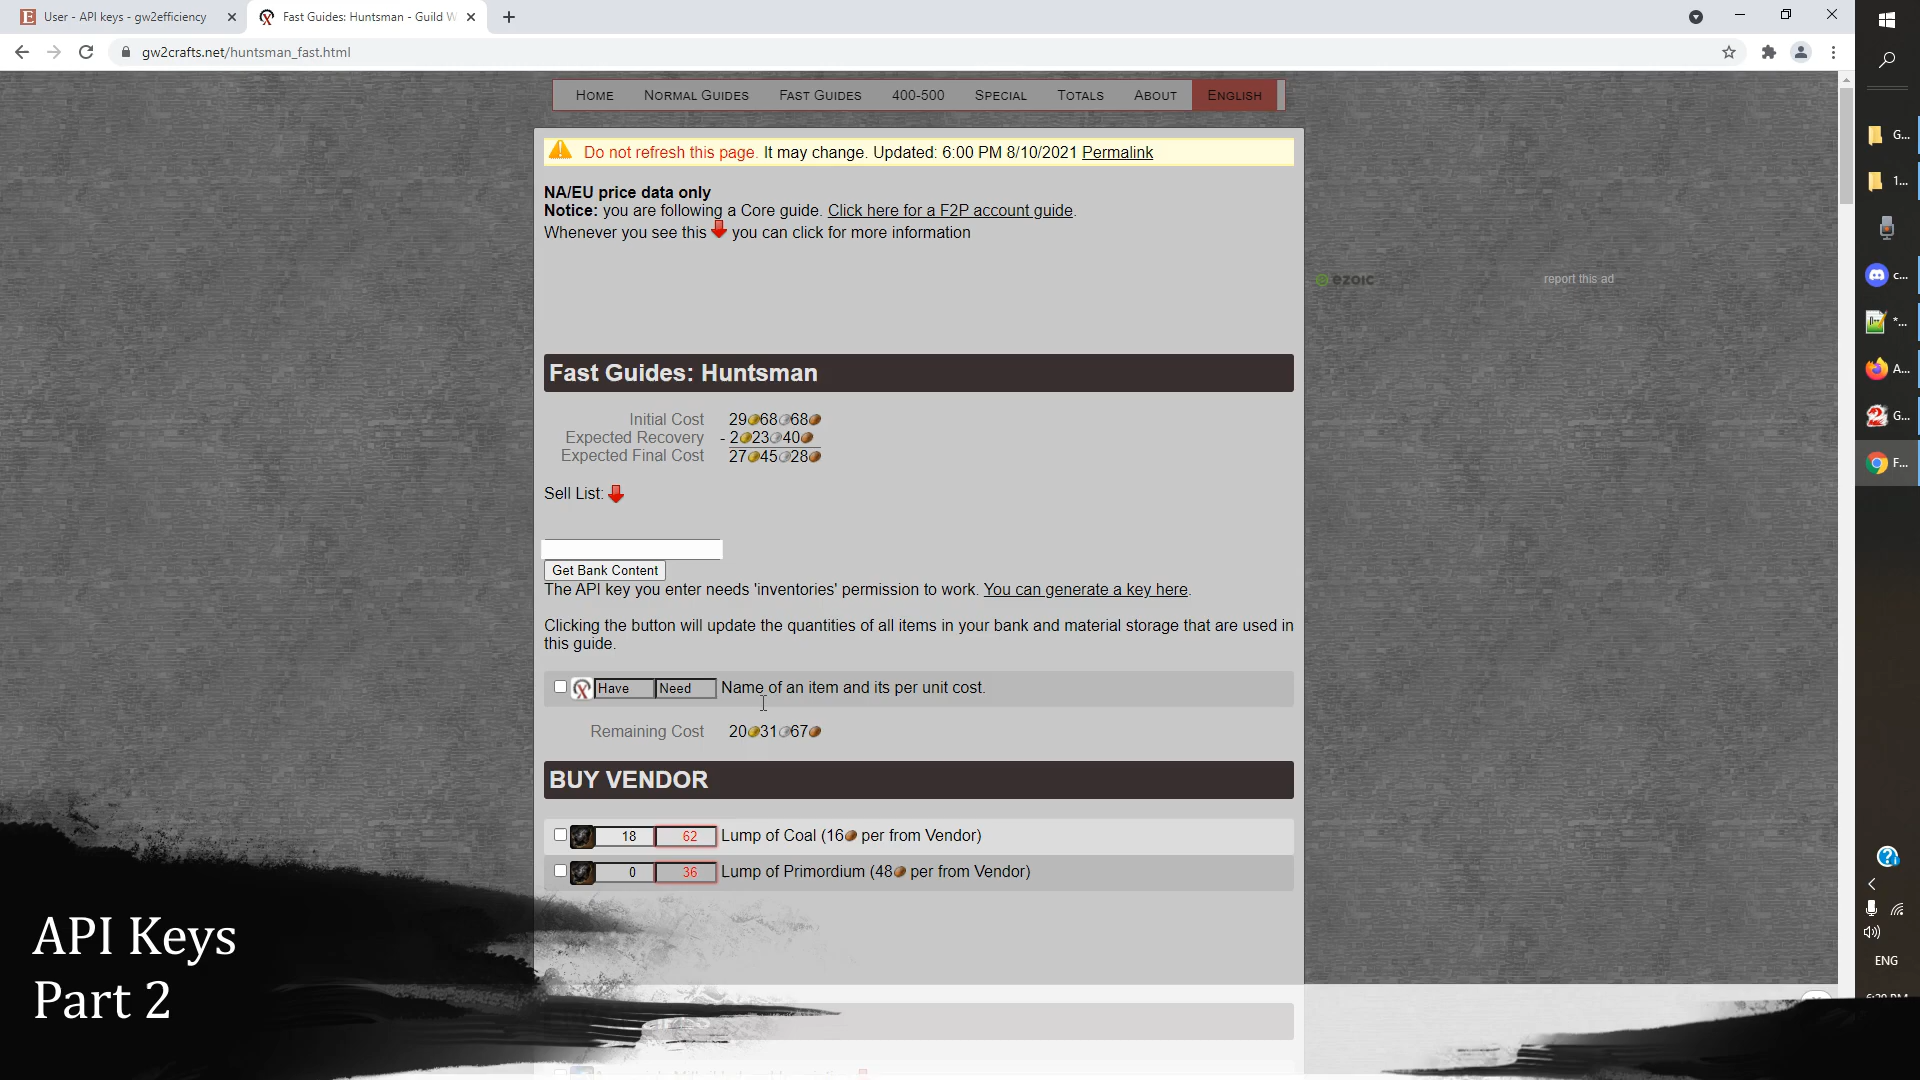 User - API keys - gw2efficiency
Fast Guides: Huntsman - Guild W
gw2crafts.net/huntsman_fast.html
HOME NORMAL GUIDES FAST GUIDES 400-500 SPECIAL TOTALS ABOUT ENGLISH
Do not refresh this page. It may change. Updated: 6:00 PM 8/10/2021 Permalink
NA/EU price data only
Notice: you are following a Core guide. Click here for a F2P account guide.
Whenever you see this you can click for more information
ezoic report this ad
Fast Guides: Huntsman
Initial Cost 29 68 68
Expected Recovery - 2 23 40
Expected Final Cost 27 45 28
Sell List:
Get Bank Content
The API key you enter needs 'inventories' permission to work. You can generate a key here.
Clicking the button will update the quantities of all items in your bank and material storage that are used in
this guide.
Have Need Name of an item and its per unit cost.
Remaining Cost 20 31 67
BUY VENDOR
18 62 Lump of Coal (16 per from Vendor)
0 36 Lump of Primordium (48 per from Vendor)
API Keys
Part 2
G...
1...
c...
*...
A...
G...
F...
ENG